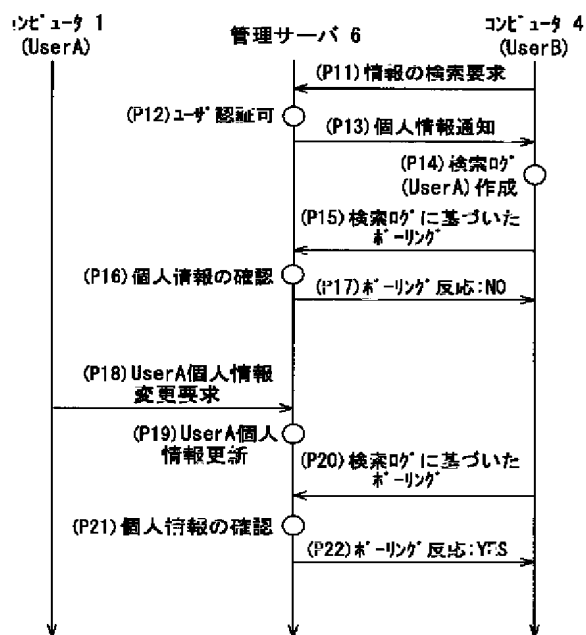 コンピュータ 1
(UserA)
管理サーバ 6
コンピュータ 4
(UserB)
(P11)情報の検索要求
(P12)ユーザ認証可
(P13)個人情報通知
(P14)検索ログ
(UserA)作成
(P15)検索ログに基づいた
ポーリング
(P16)個人情報の確認
(P17)ポーリング反応:NO
(P18)UserA個人情報
変更要求
(P19)UserA個人
情報更新
(P20)検索ログに基づいた
ポーリング
(P21)個人情報の確認
(P22)ポーリング反応:YES